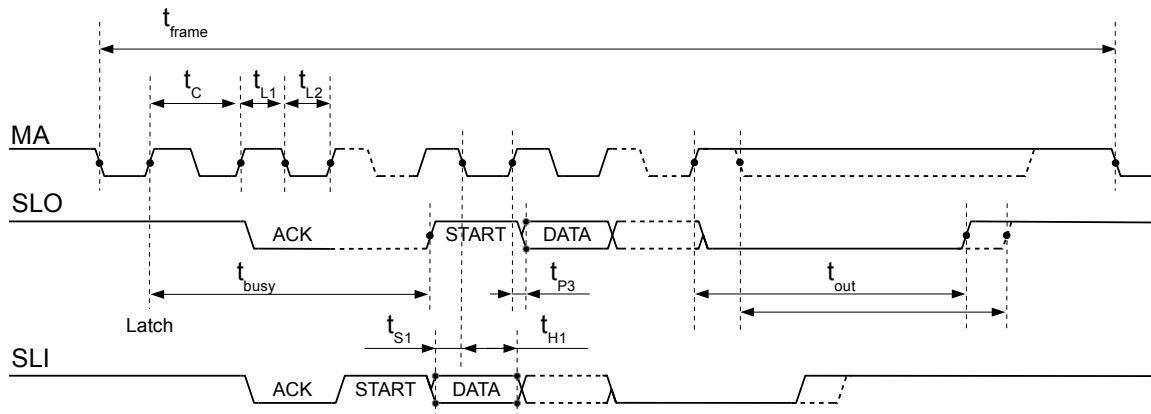 t_frame
t_C t_L1 t_L2
MA
SLO
ACK START DATA
t_busy t_P3 t_out
Latch
t_S1 t_H1
SLI
ACK START DATA